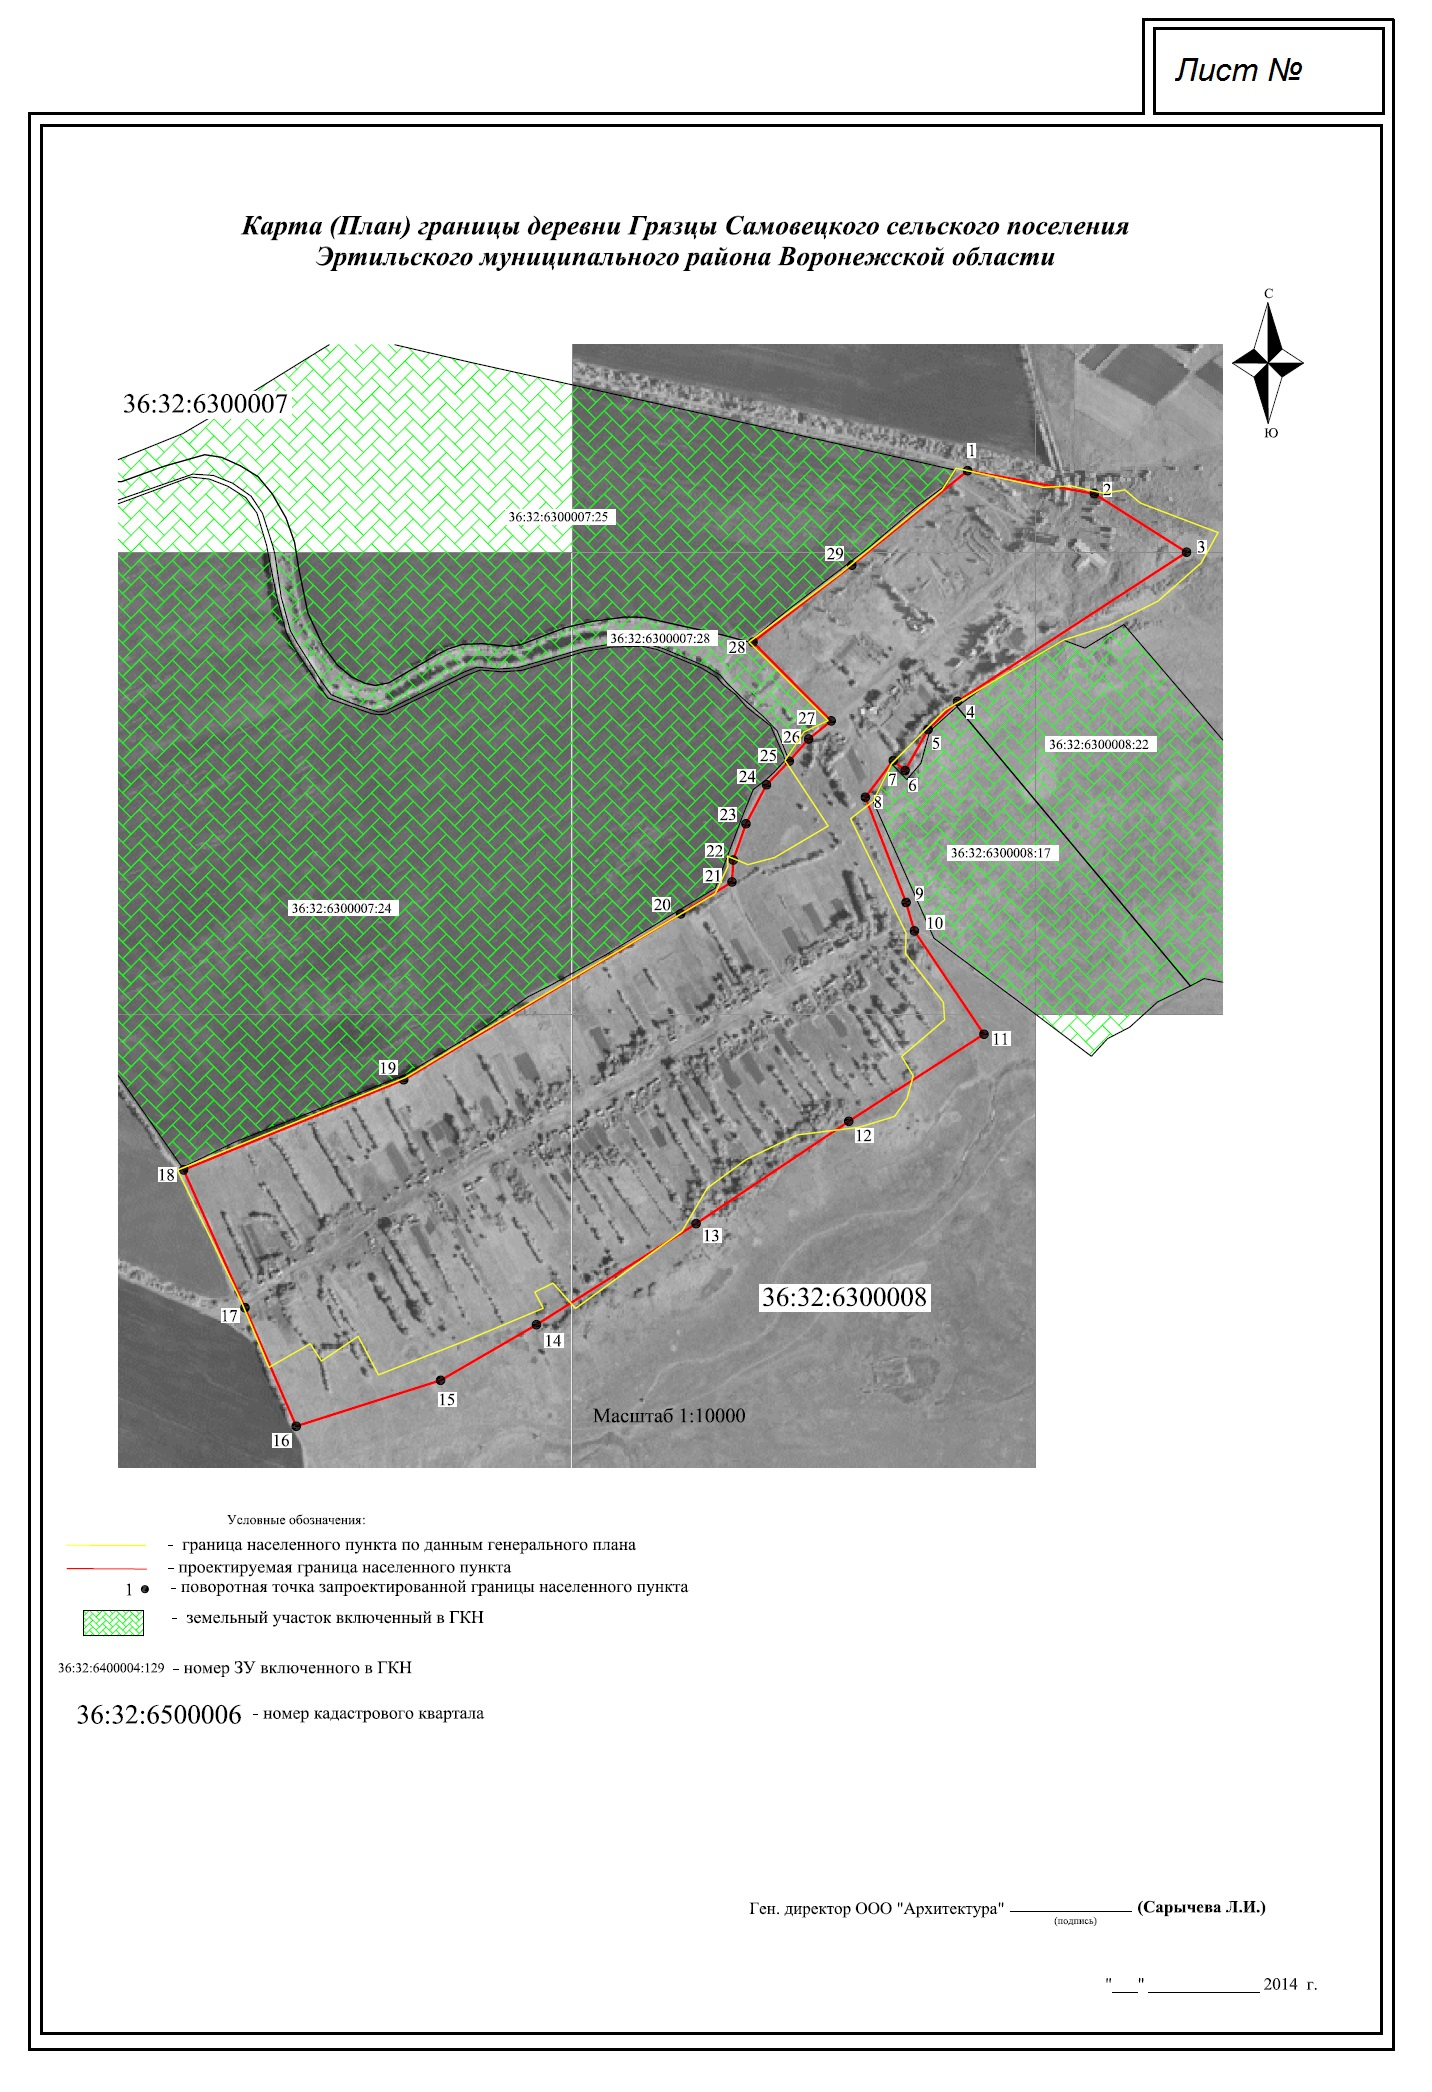 Лист №
Карта (План) границы деревни Грязцы Самовецкого сельского поселения
Эртильского муниципального района Воронежской области
С
Ю
36:32:6300007
1
2
36:32:6300007:25
29
3
36:32:6300007:28
28
27
4
26
5
36:32:6300008:22
25
24
7
6
8
23
22
36:32:6300008:17
21
9
20
36:32:6300007:24
10
11
19
12
18
13
36:32:6300008
17
14
15
Масштаб 1:10000
16
Условные обозначения:
- граница населенного пункта по данным генерального плана
- проектируемая граница населенного пункта
1 - поворотная точка запроектированной границы населенного пункта
- земельный участок включенный в ГКН
36:32:6400004:129 - номер ЗУ включенного в ГКН
36:32:6500006 - номер кадастрового квартала
Ген. директор ООО "Архитектура" ______________ (Сарычева Л.И.)
(подпись)
"___" _____________ 2014 г.